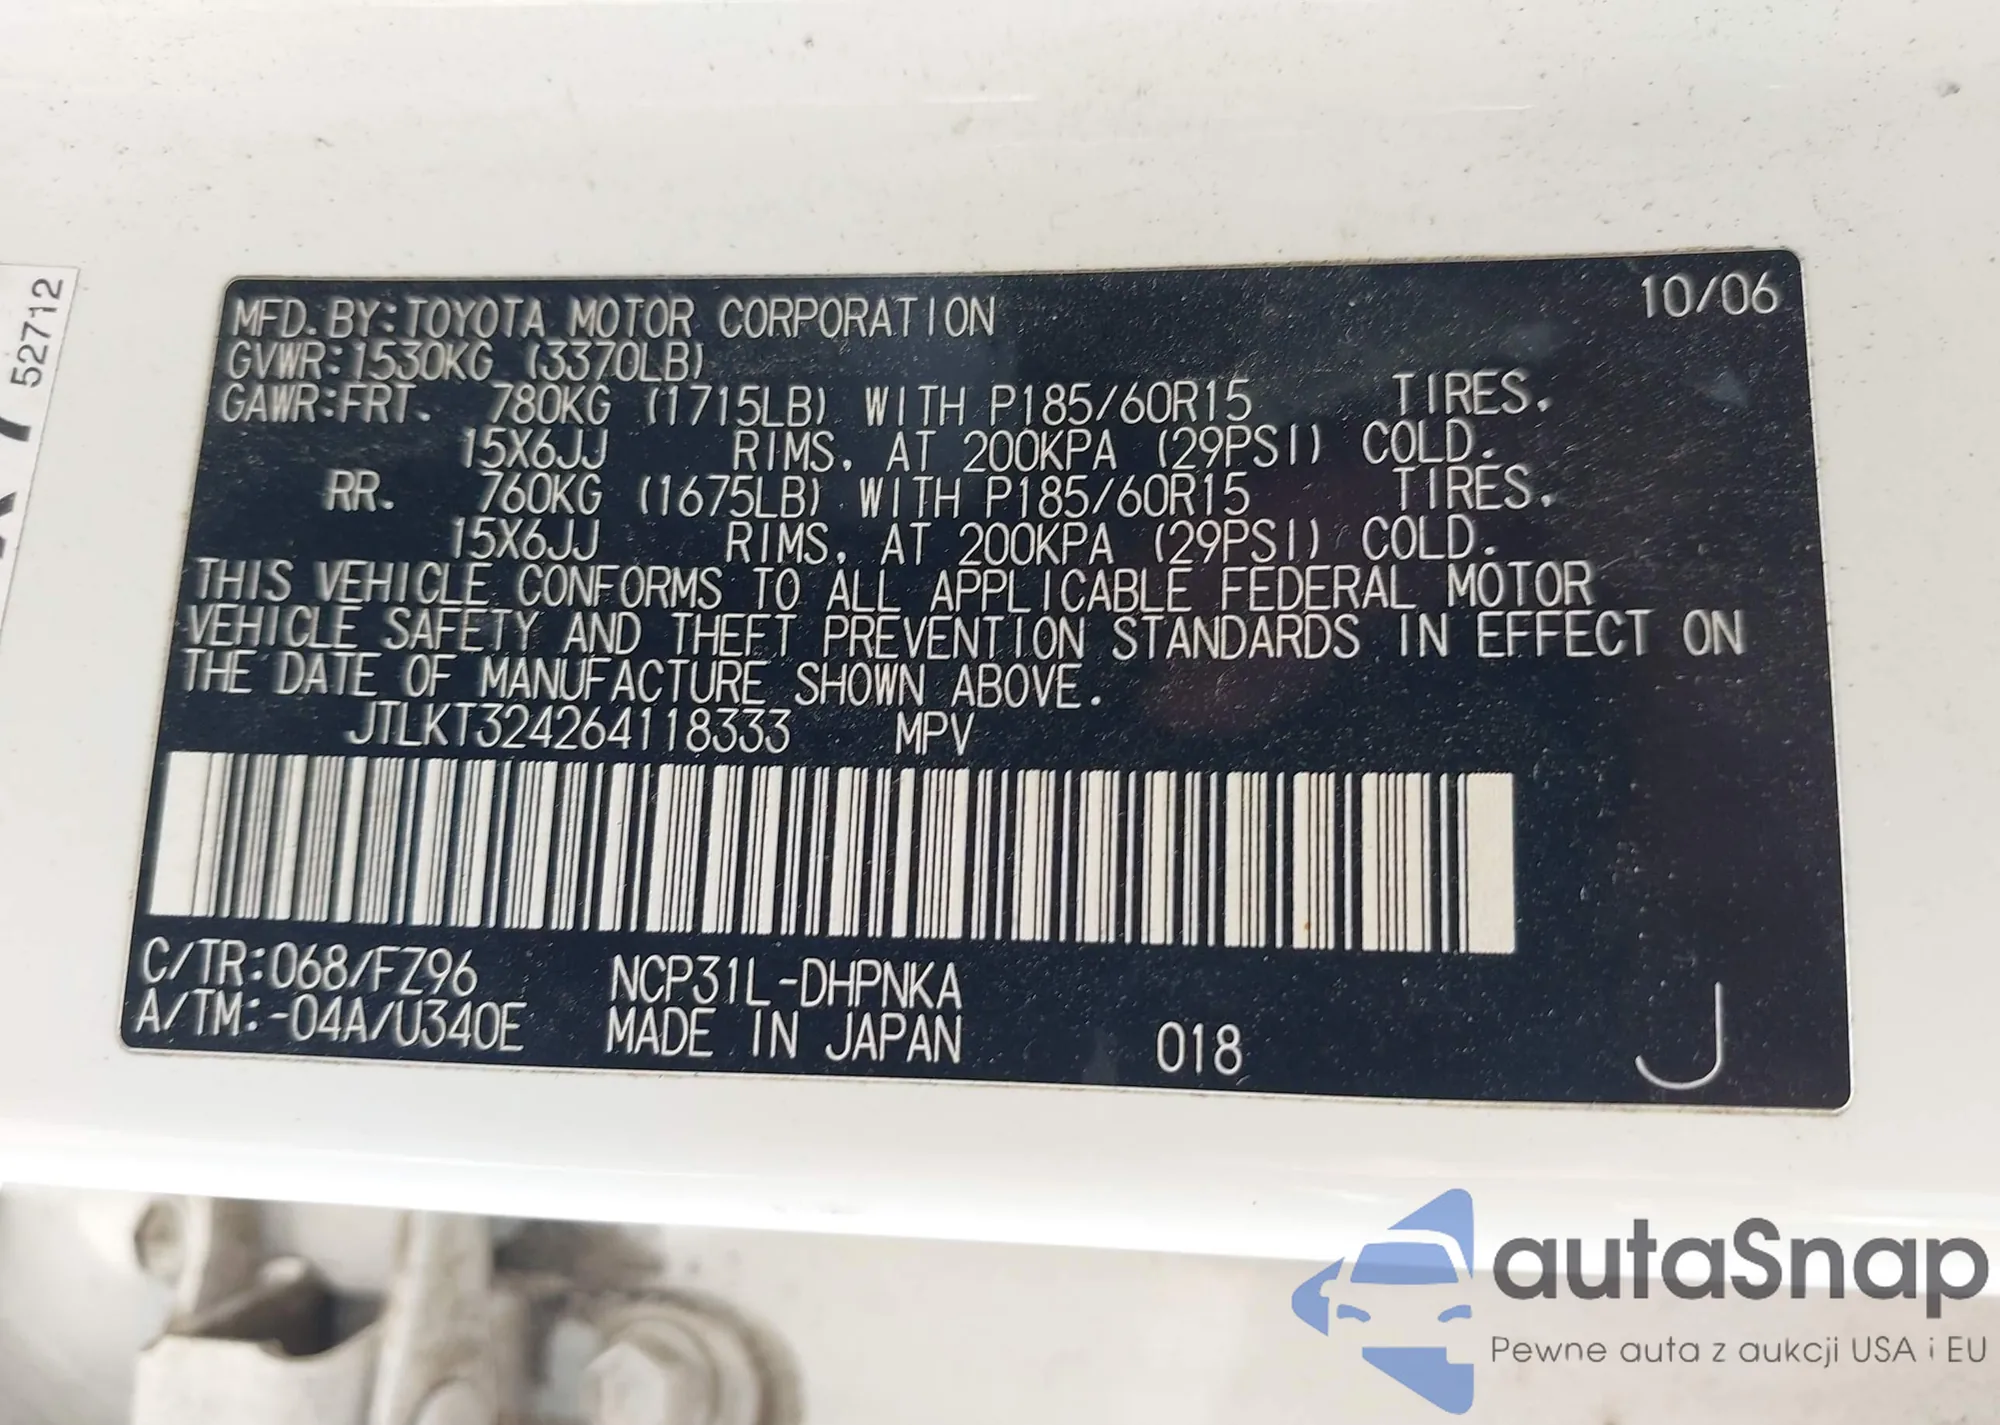 52712
10/06
MFD. BY: TOYOTA MOTOR CORPORATION
GVWR: 1530KG (3370LB)
GAWR: FRT. 780KG (1715LB) WITH P185/60R15 TIRES,
15X6JJ RIMS, AT 200KPA (29PSI) COLD.
RR. 760KG (1675LB) WITH P185/60R15 TIRES,
15X6JJ RIMS, AT 200KPA (29PSI) COLD.
THIS VEHICLE CONFORMS TO ALL APPLICABLE FEDERAL MOTOR
VEHICLE SAFETY AND THEFT PREVENTION STANDARDS IN EFFECT ON
THE DATE OF MANUFACTURE SHOWN ABOVE.
JTLKT324264118333 MPV
C/TR: 068/FZ96 NCP31L-DHPNKA
A/TM: -04A/U340E MADE IN JAPAN 018 J
autaSnap
Pewne auta z aukcji USA i EU